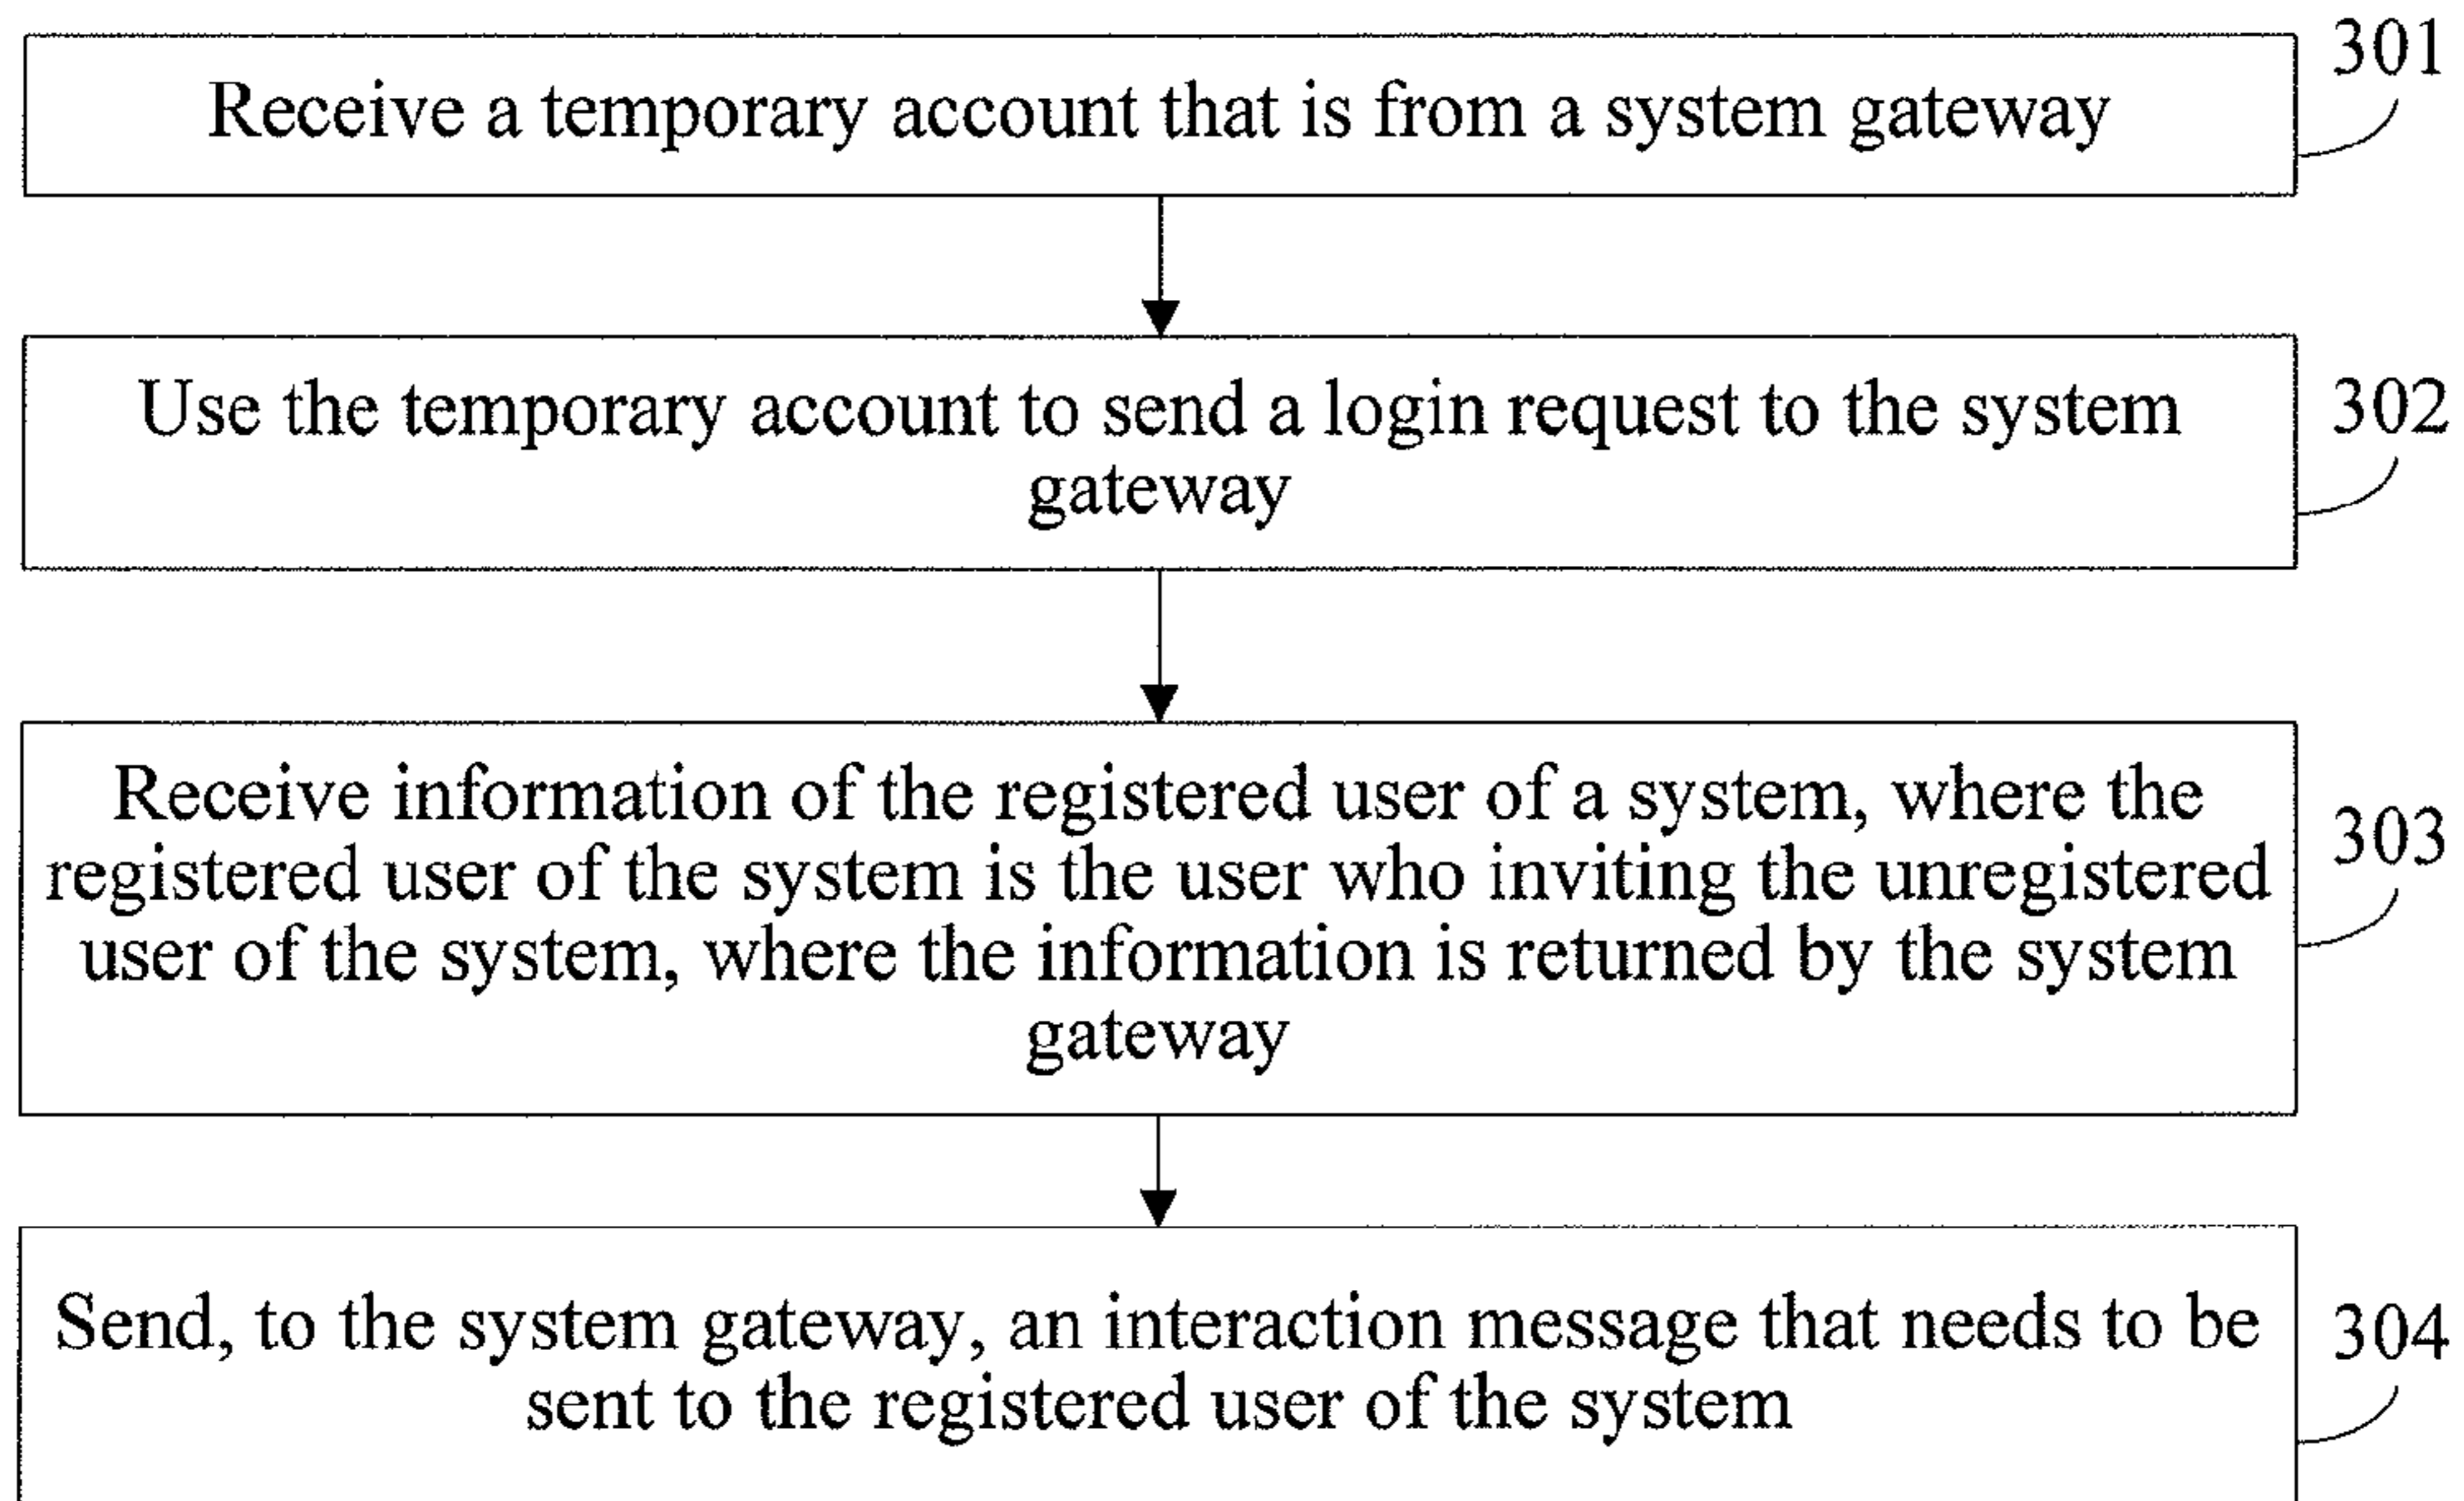 301
Receive a temporary account that is from a system gateway
Use the temporary account to send a login request to the system
302
gateway
Receive information of the registered user of a system, where the
303
registered user of the system is the user who inviting the unregistered
user of the system, where the information is returned by the system
gateway
Send, to the system gateway, an interaction message that needs to be
304
sent to the registered user of the system